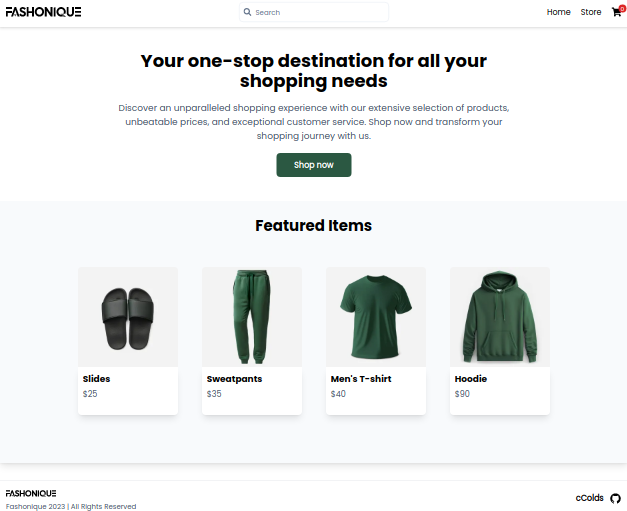 FASHONIQUE
Search
Home Store 0
Your one-stop destination for all your
shopping needs
Discover an unparalleled shopping experience with our extensive selection of products,
unbeatable prices, and exceptional customer service. Shop now and transform your
shopping journey with us.
Shop now
Featured Items
Slides
$25
Sweatpants
$35
Men's T-shirt
$40
Hoodie
$90
FASHONIQUE
Fashonique 2023 | All Rights Reserved
cColds